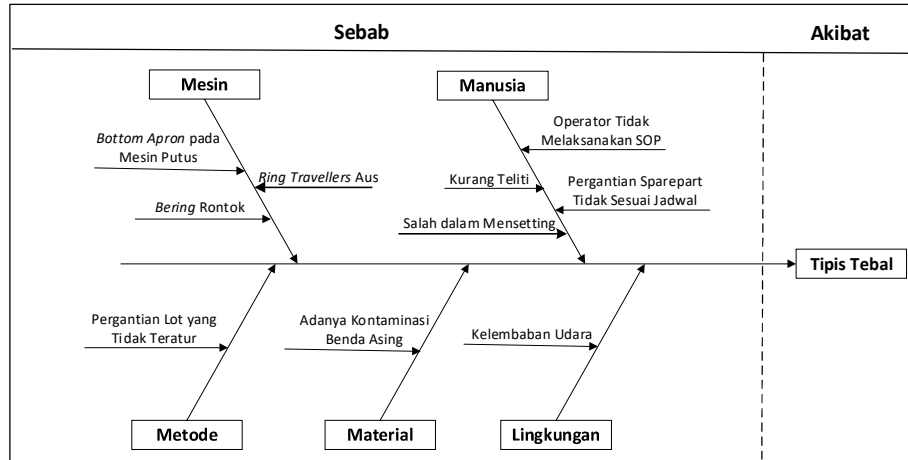 Sebab
Akibat
Mesin
Manusia
Bottom Apron pada
Mesin Putus
Ring Travellers Aus
Bering Rontok
Operator Tidak
Melaksanakan SOP
Kurang Teliti
Pergantian Sparepart
Tidak Sesuai Jadwal
Salah dalam Mensetting
Tipis Tebal
Pergantian Lot yang
Tidak Teratur
Adanya Kontaminasi
Benda Asing
Kelembaban Udara
Metode
Material
Lingkungan